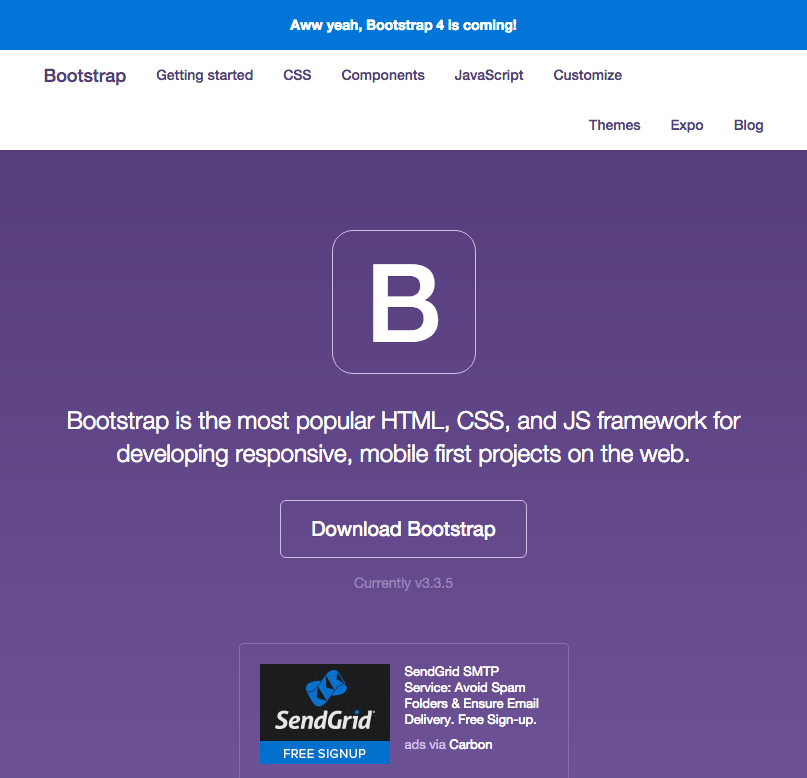 Aww yeah, Bootstrap 4 is coming!
Bootstrap Getting started CSS Components JavaScript Customize
Themes Expo Blog
B
Bootstrap is the most popular HTML, CSS, and JS framework for
developing responsive, mobile first projects on the web.
Download Bootstrap
Currently v3.3.5
SendGrid
FREE SIGNUP
SendGrid SMTP
Service: Avoid Spam
Folders & Ensure Email
Delivery. Free Sign-up.
ads via Carbon